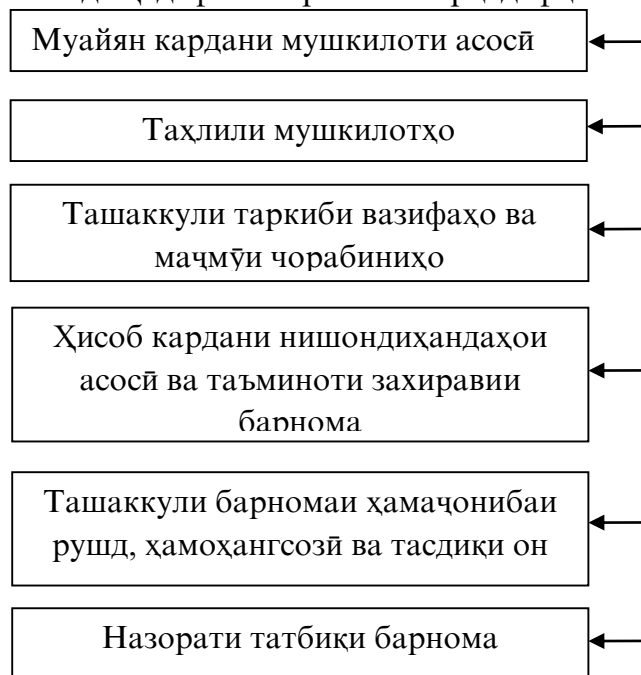 Муайян кардани мушкилоти асосӣ
Таҳлили мушкилотҳо
Ташаккули таркиби вазифаҳо ва
маҷмӯи чорабиниҳо
Ҳисоб кардани нишондиҳандаҳои
асосӣ ва таъминоти захиравии
барнома
Ташаккули барномаи ҳамаҷонибаи
рушд, ҳамоҳангсозӣ ва тасдиқи он
Назорати татбиқи барнома